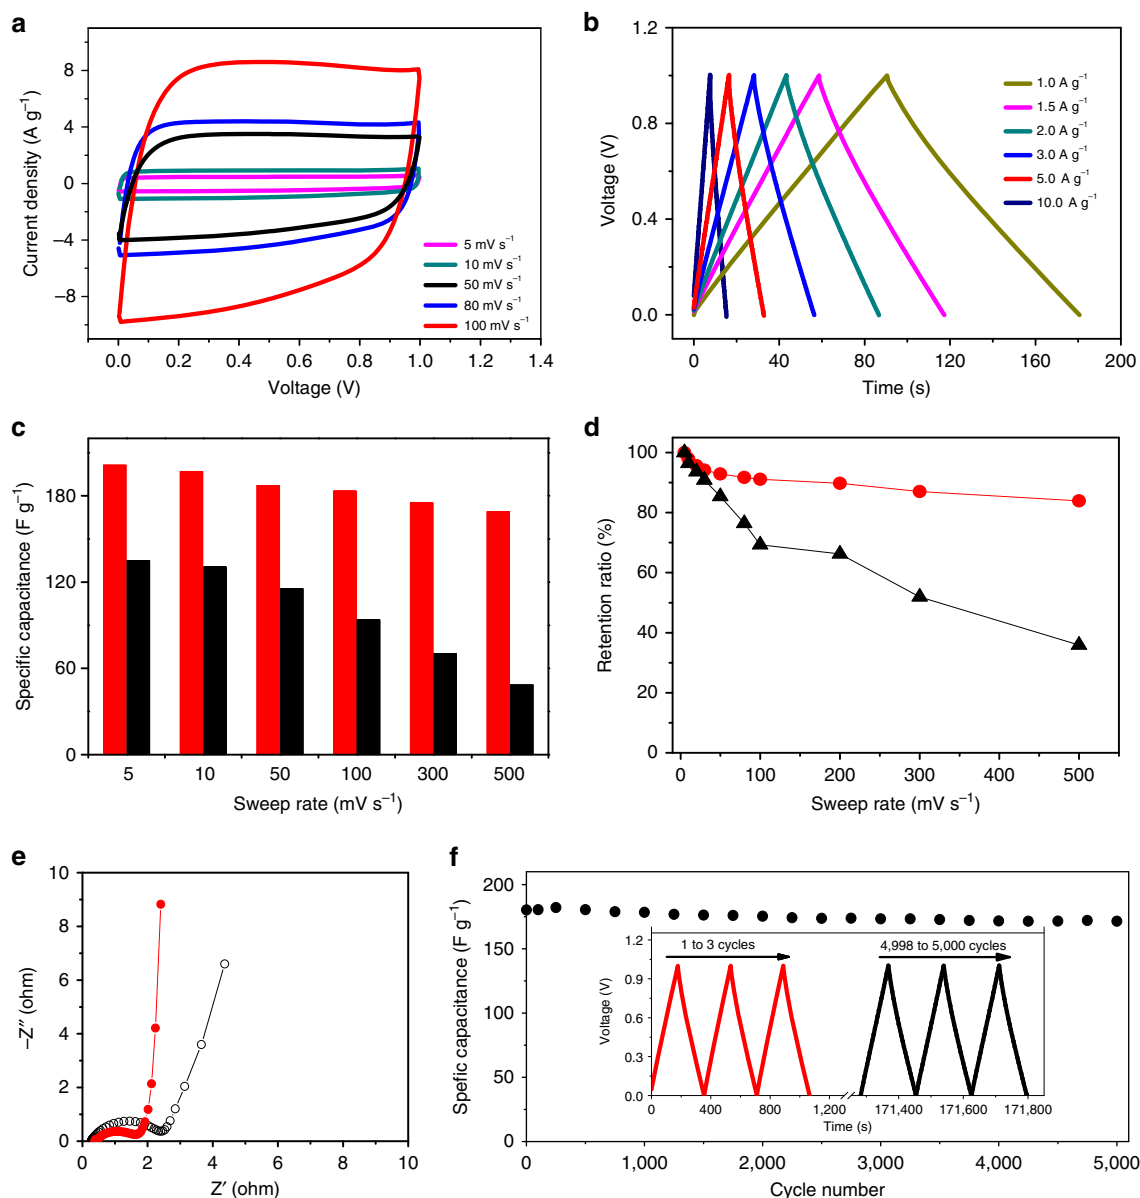 a
Current density (A g⁻¹)
8
4
0
−4
−8
5 mV s⁻¹
10 mV s⁻¹
50 mV s⁻¹
80 mV s⁻¹
100 mV s⁻¹
0.0 0.2 0.4 0.6 0.8 1.0 1.2 1.4
Voltage (V)
b
Voltage (V)
1.2
0.8
0.4
0.0
1.0 A g⁻¹
1.5 A g⁻¹
2.0 A g⁻¹
3.0 A g⁻¹
5.0 A g⁻¹
10.0 A g⁻¹
0 40 80 120 160 200
Time (s)
c
Specific capacitance (F g⁻¹)
180
120
60
0
5 10 50 100 300 500
Sweep rate (mV s⁻¹)
d
Retention ratio (%)
100
80
60
40
20
0
0 100 200 300 400 500
Sweep rate (mV s⁻¹)
e
−Z″ (ohm)
10
8
6
4
2
0
0 2 4 6 8 10
Z′ (ohm)
f
Spefic capacitance (F g⁻¹)
200
150
100
50
0
1 to 3 cycles
4,998 to 5,000 cycles
Voltage (V)
1.2
0.9
0.6
0.3
0.0
0 400 800 1,200 171,400 171,600 171,800
Time (s)
0 1,000 2,000 3,000 4,000 5,000
Cycle number